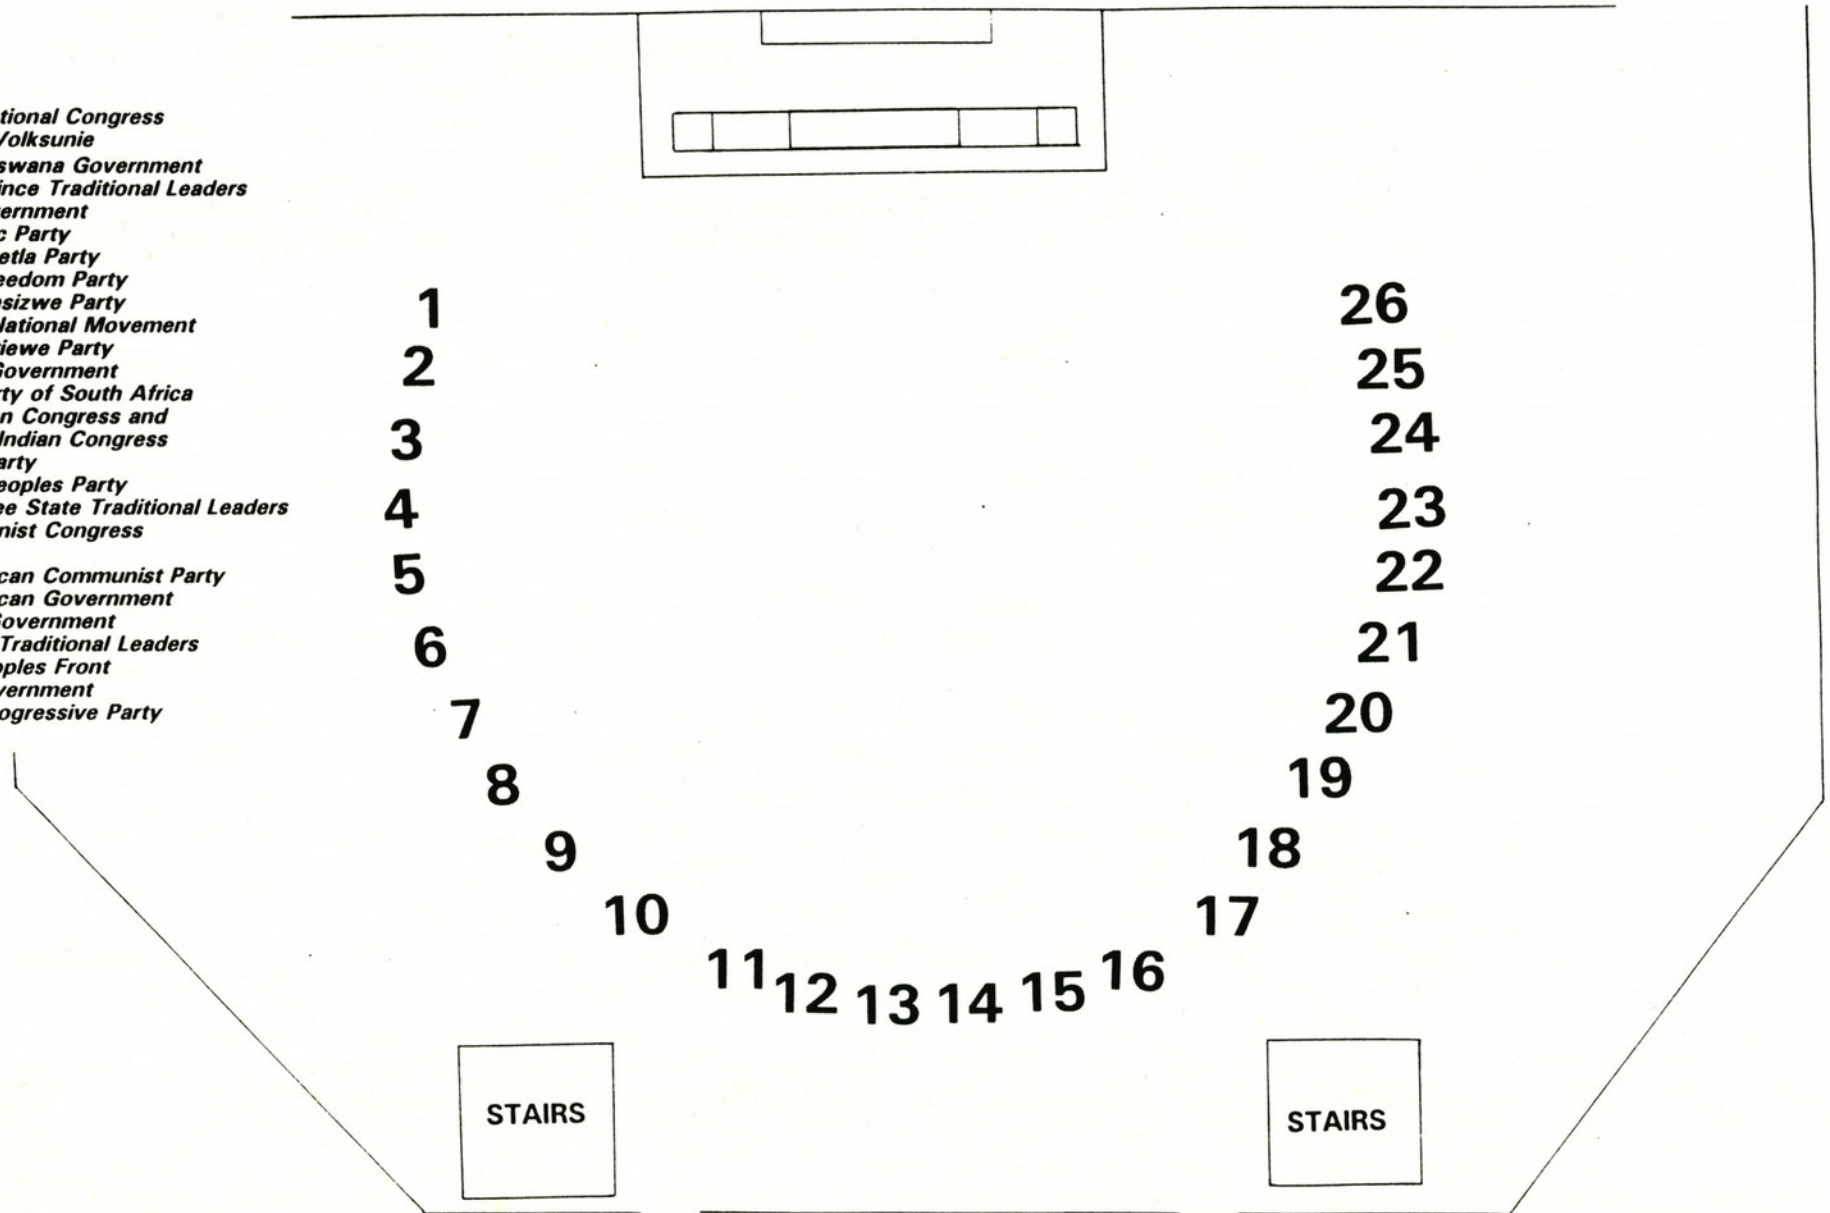 tional Congress
Volksunie
swana Government
ince Traditional Leaders
ernment
c Party
etla Party
eedom Party
sizwe Party
National Movement
iewe Party
Government
rty of South Africa
n Congress and
Indian Congress
arty
eoples Party
ee State Traditional Leaders
nist Congress
can Communist Party
can Government
Government
Traditional Leaders
oples Front
vernment
ogressive Party
1
2
3
4
5
6
7
8
9
10
11
12
13
14
15
16
17
18
19
20
21
22
23
24
25
26
STAIRS
STAIRS